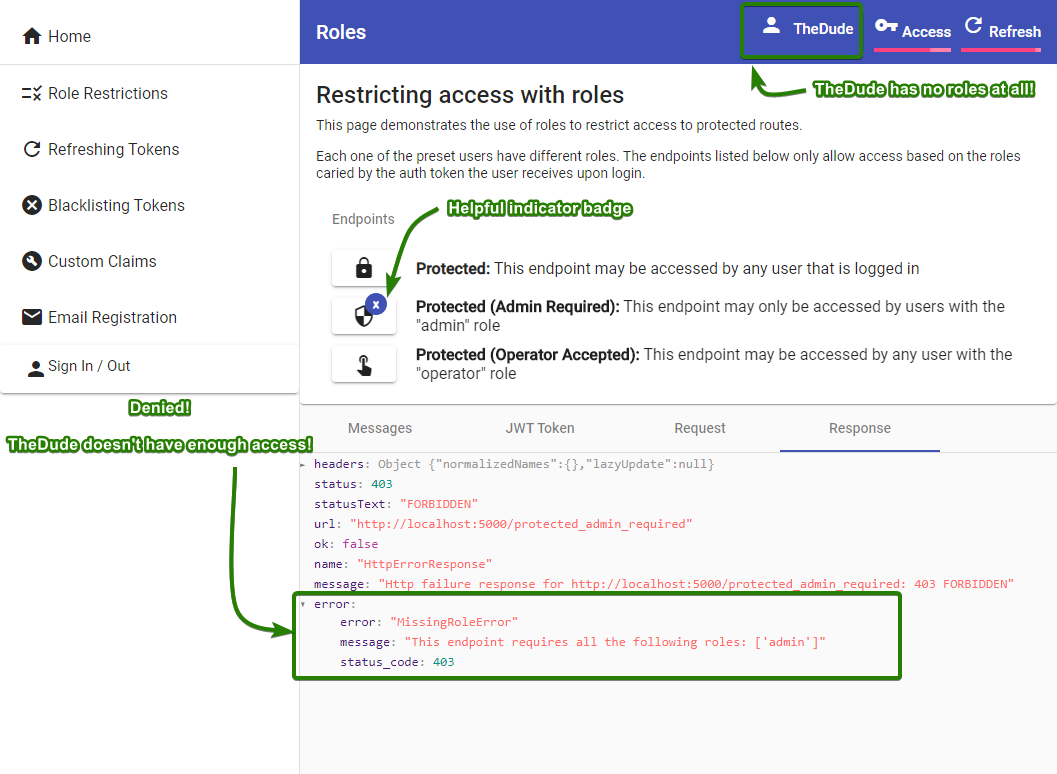 Home
Role Restrictions
Refreshing Tokens
Blacklisting Tokens
Custom Claims
Email Registration
Sign In / Out
Denied!
TheDude doesn't have enough access!
Roles
TheDude
Access
Refresh
TheDude has no roles at all!
Restricting access with roles
This page demonstrates the use of roles to restrict access to protected routes.
Each one of the preset users have different roles. The endpoints listed below only allow access based on the roles
caried by the auth token the user receives upon login.
Helpful indicator badge
Endpoints
Protected: This endpoint may be accessed by any user that is logged in
x
Protected (Admin Required): This endpoint may only be accessed by users with the
"admin" role
Protected (Operator Accepted): This endpoint may be accessed by any user with the
"operator" role
Messages
JWT Token
Request
Response
headers: Object {"normalizedNames":{},"lazyUpdate":null}
status: 403
statusText: "FORBIDDEN"
url: "http://localhost:5000/protected_admin_required"
ok: false
name: "HttpErrorResponse"
message: "Http failure response for http://localhost:5000/protected_admin_required: 403 FORBIDDEN"
error:
error: "MissingRoleError"
message: "This endpoint requires all the following roles: ['admin']"
status_code: 403